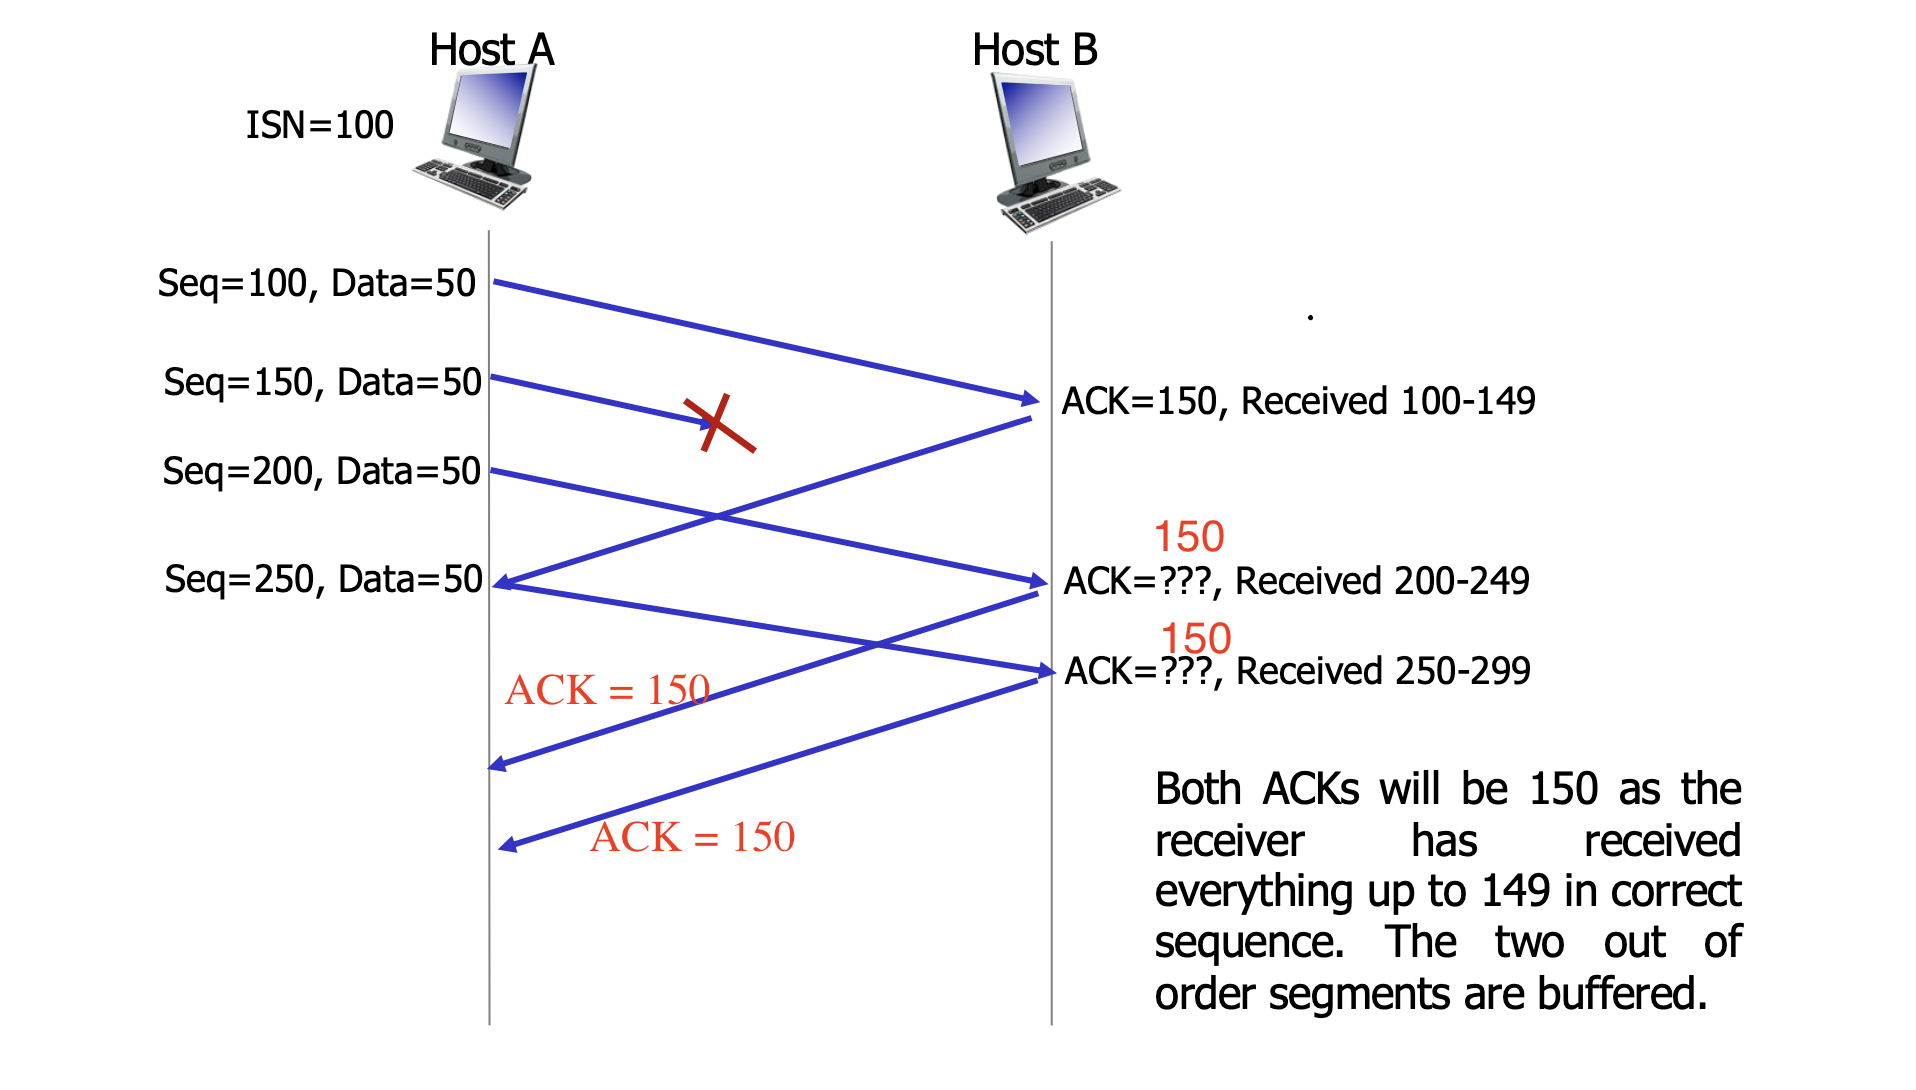 Host A
Host B
ISN=100
Seq=100, Data=50
Seq=150, Data=50
ACK=150, Received 100-149
Seq=200, Data=50
150
Seq=250, Data=50
ACK=???, Received 200-249
150
ACK=???, Received 250-299
ACK = 150
ACK = 150
Both ACKs will be 150 as the
receiver has received
everything up to 149 in correct
sequence. The two out of
order segments are buffered.